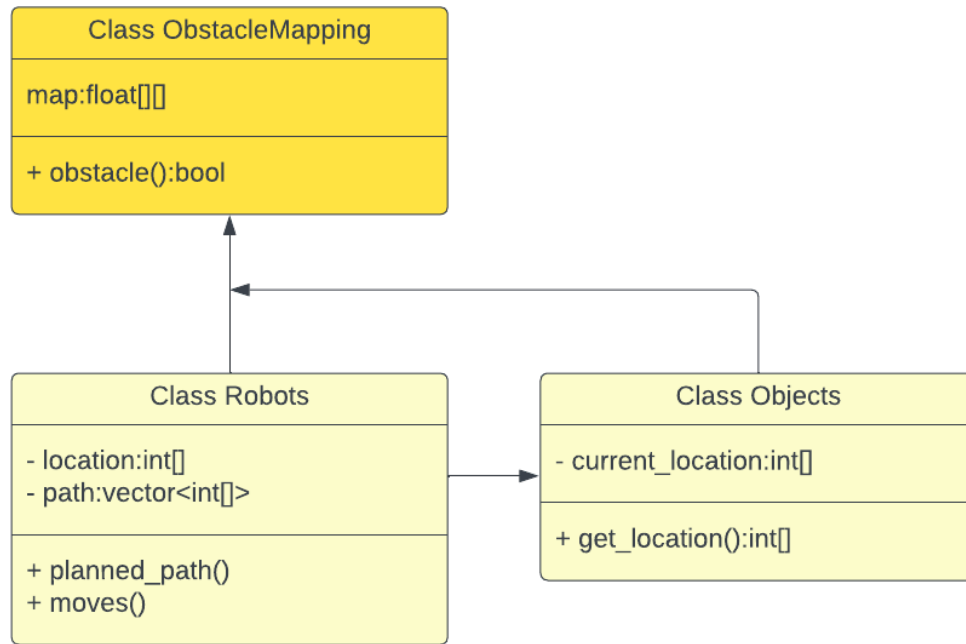 Class ObstacleMapping
map:float[][]
+ obstacle():bool
Class Robots
- location:int[]
- path:vector<int[]>
+ planned_path()
+ moves()
Class Objects
- current_location:int[]
+ get_location():int[]